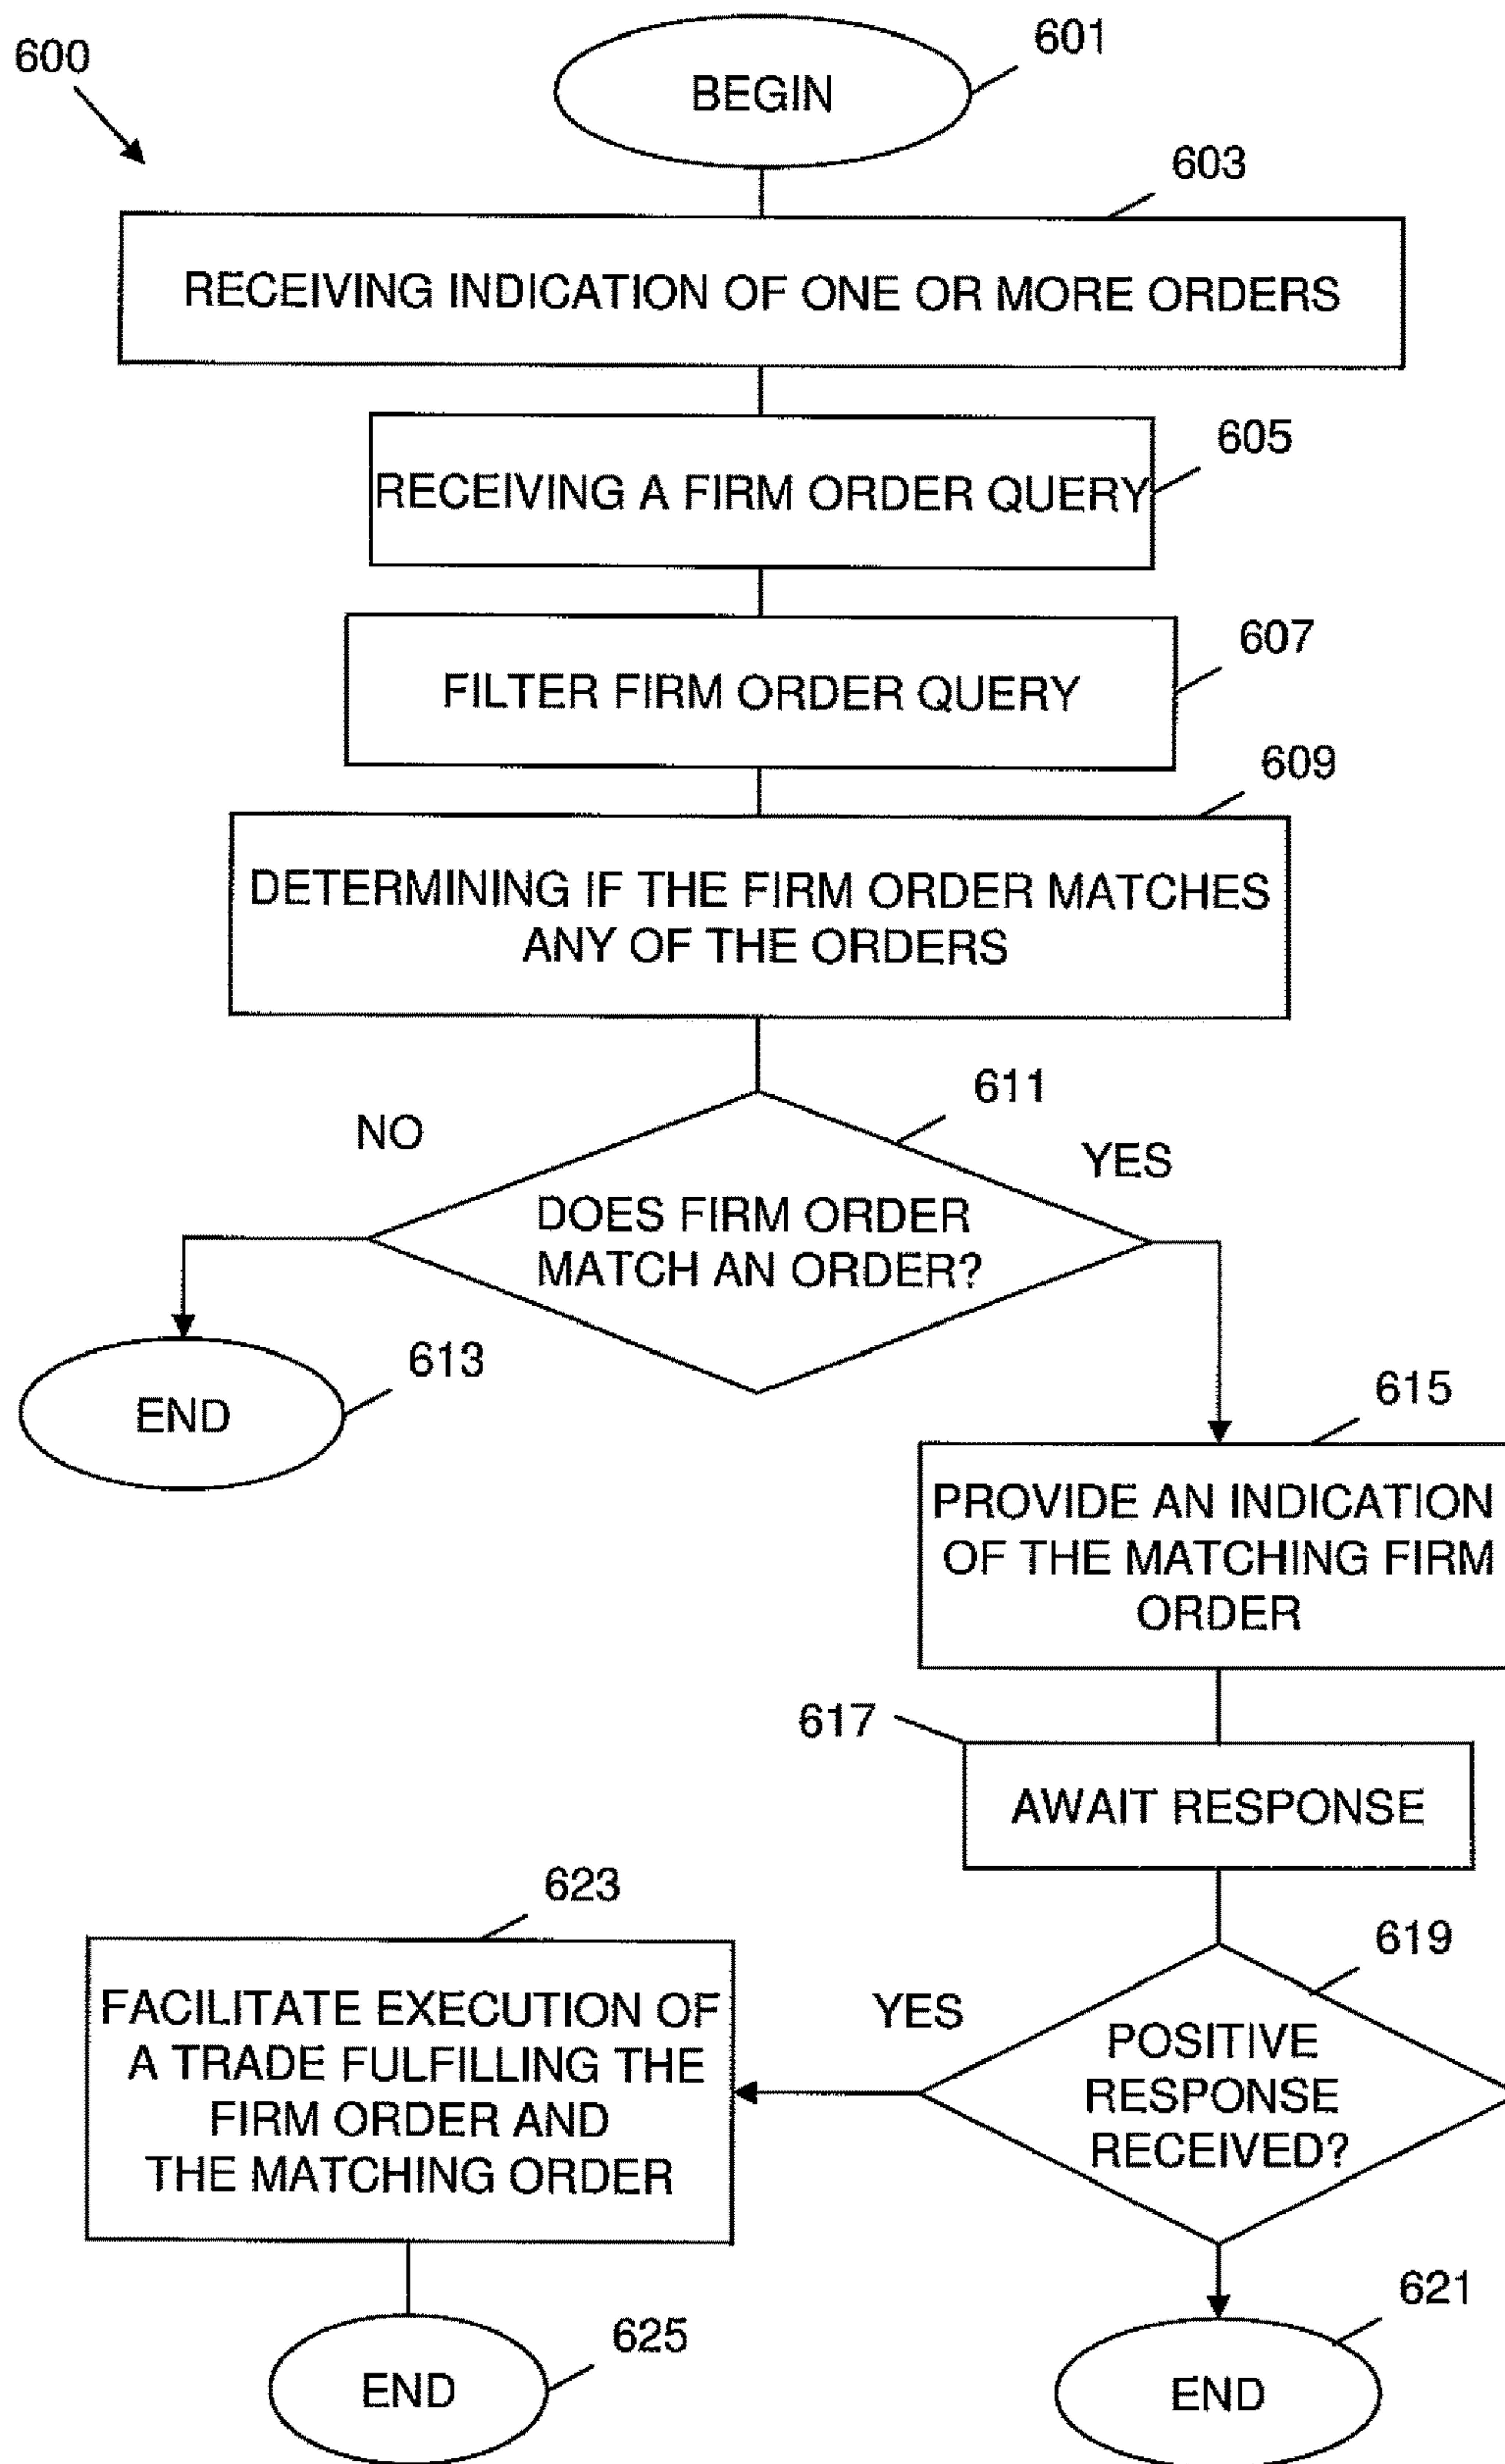 600
601
BEGIN
603
RECEIVING INDICATION OF ONE OR MORE ORDERS
605
RECEIVING A FIRM ORDER QUERY
607
FILTER FIRM ORDER QUERY
609
DETERMINING IF THE FIRM ORDER MATCHES
ANY OF THE ORDERS
611
NO
YES
DOES FIRM ORDER
MATCH AN ORDER?
613
END
615
PROVIDE AN INDICATION
OF THE MATCHING FIRM
ORDER
617
AWAIT RESPONSE
619
POSITIVE
RESPONSE
RECEIVED?
YES
623
FACILITATE EXECUTION OF
A TRADE FULFILLING THE
FIRM ORDER AND
THE MATCHING ORDER
625
END
621
END